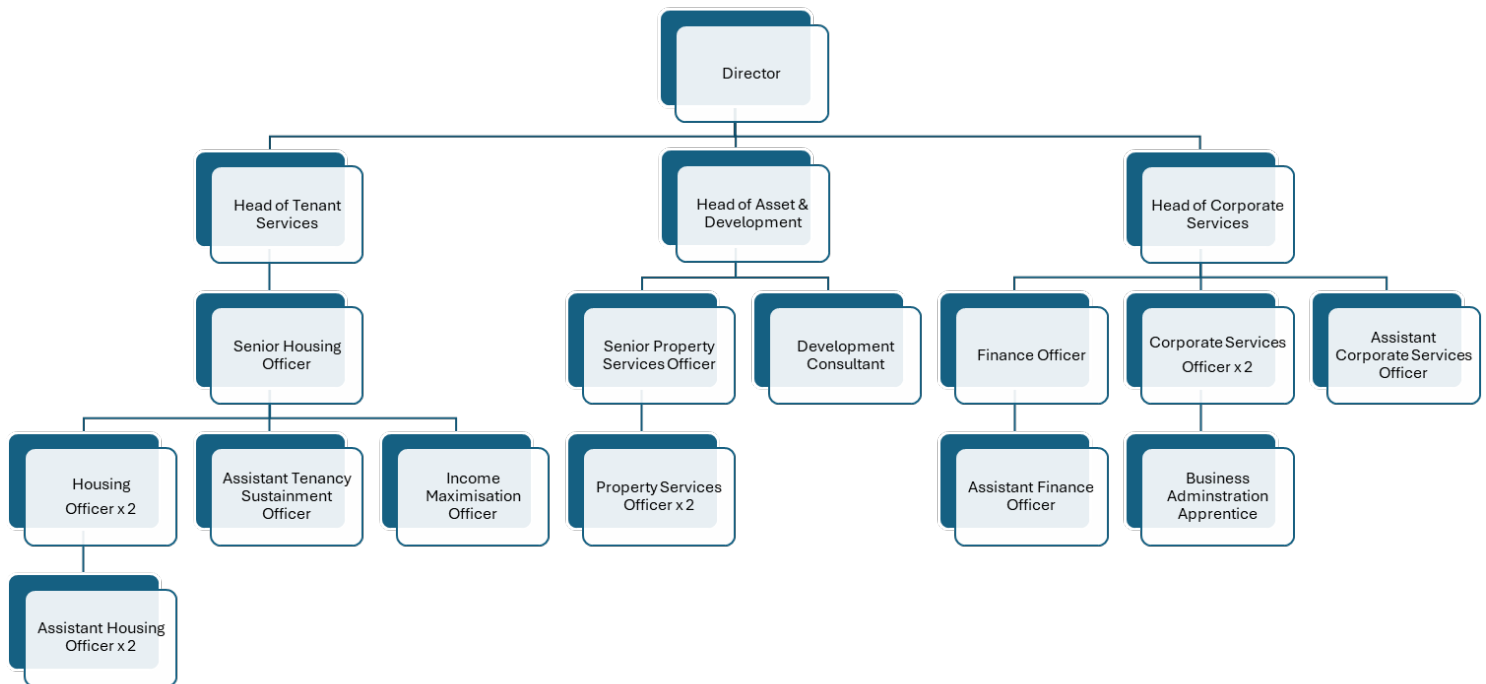 Director
Head of Tenant
Services
Head of Asset &
Development
Head of Corporate
Services
Senior Housing
Officer
Senior Property
Services Officer
Development
Consultant
Finance Officer
Corporate Services
Officer x 2
Assistant
Corporate Services
Officer
Housing
Officer x 2
Assistant Tenancy
Sustainment
Officer
Income
Maximisation
Officer
Property Services
Officer x 2
Assistant Finance
Officer
Business
Adminstration
Apprentice
Assistant Housing
Officer x 2